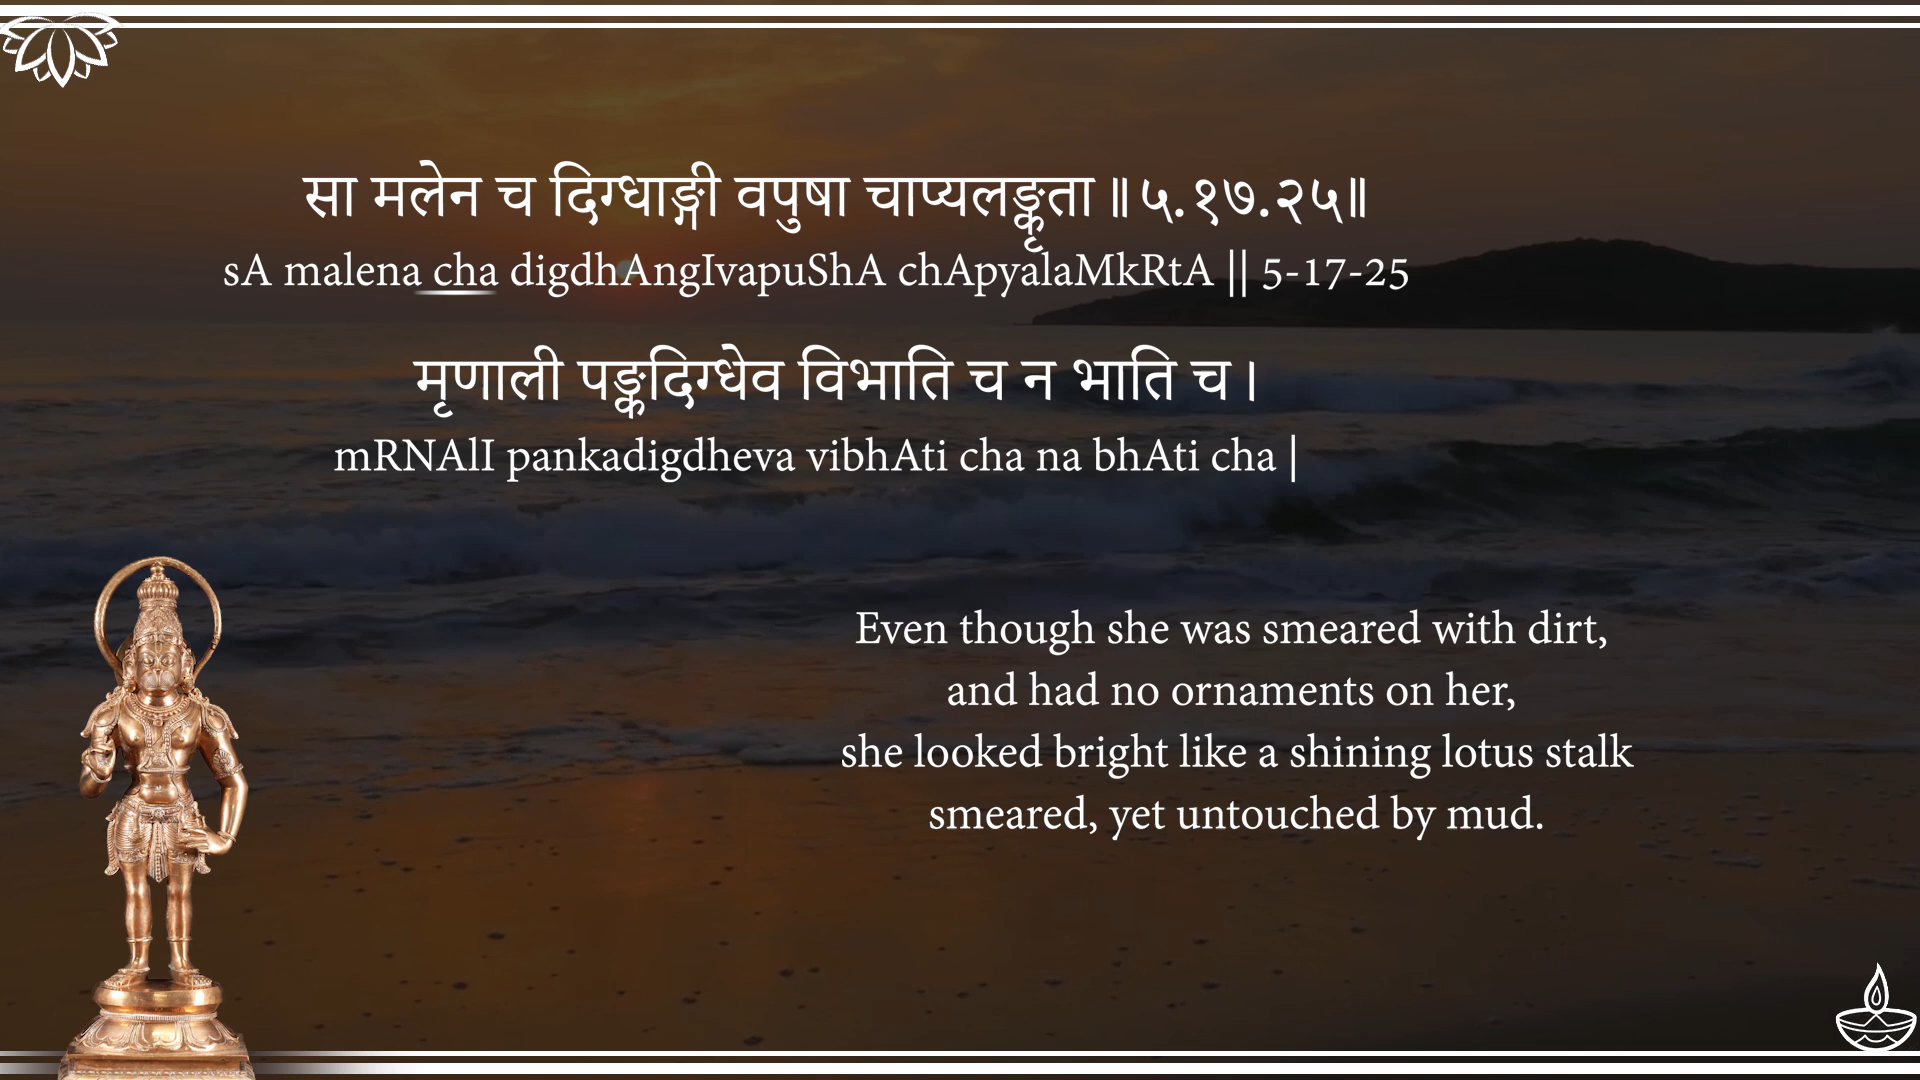 सा मलेन च दिग्धाङ्गी वपुषा चाप्यलङ्कृता ॥ ५.१७.२५॥
sA malena cha digdhAngIvapuShA chApyalaMkRtA || 5-17-25
मृणाली पङ्कदिग्धेव विभाति च न भाति च ।
mRNAlI pankadigdheva vibhAti cha na bhAti cha |
Even though she was smeared with dirt,
and had no ornaments on her,
she looked bright like a shining lotus stalk
smeared, yet untouched by mud.